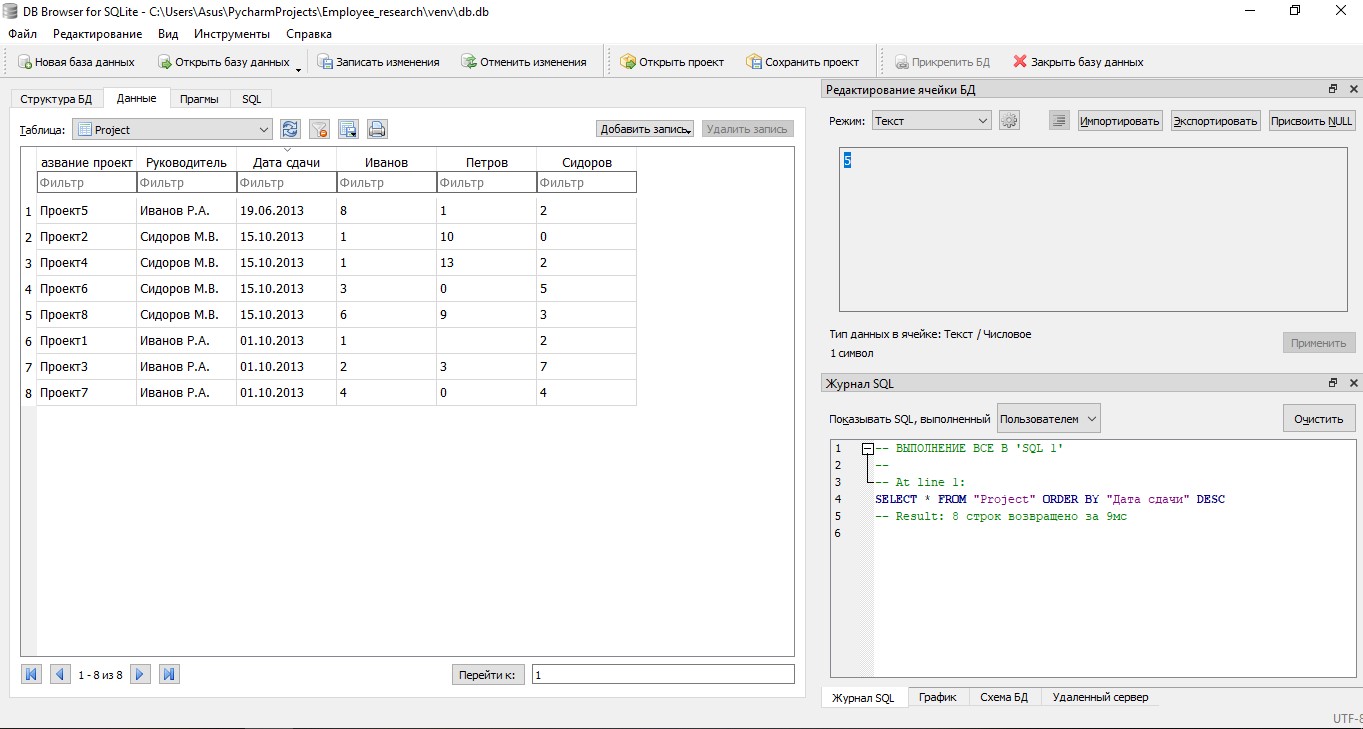 DB Browser for SQLite - C:\Users\Asus\PycharmProjects\Employee_research\venv\db.db
Файл Редактирование Вид Инструменты Справка
Новая база данных Открыть базу данных Записать изменения Отменить изменения Открыть проект Сохранить проект Прикрепить БД Закрыть базу данных
Структура БД Данные Прагмы SQL
Таблица: Project Добавить запись Удалить запись
азвание проект Руководитель Дата сдачи Иванов Петров Сидоров
Фильтр Фильтр Фильтр Фильтр Фильтр Фильтр
1 Проект5 Иванов Р.А. 19.06.2013 8 1 2
2 Проект2 Сидоров М.В. 15.10.2013 1 10 0
3 Проект4 Сидоров М.В. 15.10.2013 1 13 2
4 Проект6 Сидоров М.В. 15.10.2013 3 0 5
5 Проект8 Сидоров М.В. 15.10.2013 6 9 3
6 Проект1 Иванов Р.А. 01.10.2013 1 2
7 Проект3 Иванов Р.А. 01.10.2013 2 3 7
8 Проект7 Иванов Р.А. 01.10.2013 4 0 4
1 - 8 из 8 Перейти к: 1
Редактирование ячейки БД
Режим: Текст Импортировать Экспортировать Присвоить NULL
5
Тип данных в ячейке: Текст / Числовое
1 символ
Применить
Журнал SQL
Показывать SQL, выполненный Пользователем Очистить
1 -- ВЫПОЛНЕНИЕ ВСЕ В 'SQL 1'
2 --
3 -- At line 1:
4 SELECT * FROM "Project" ORDER BY "Дата сдачи" DESC
5 -- Result: 8 строк возвращено за 9мс
6
Журнал SQL График Схема БД Удаленный сервер
UTF-8